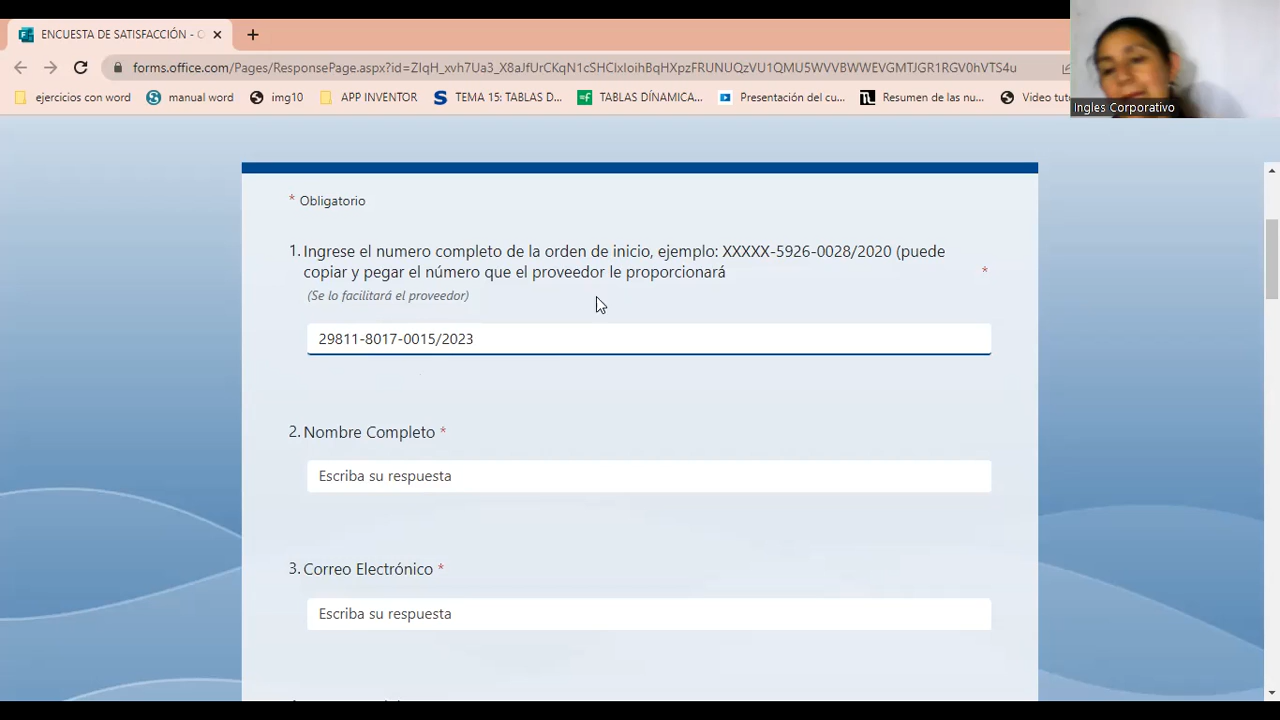 ENCUESTA DE SATISFACCIÓN - C
forms.office.com/Pages/ResponsePage.aspx?id=ZIqH_xvh7Ua3_X8aJfUrCKqN1cSHCIxIoihBqHXpzFRUNUQzVU1QMU5WVVBWWEVGMTJGR1RGV0hVTS4u
ejercicios con word manual word img10 APP INVENTOR TEMA 15: TABLAS D... TABLAS DÍNAMICA... Presentación del cu... Resumen de las nu... Video tuto
Ingles Corporativo
* Obligatorio
1. Ingrese el numero completo de la orden de inicio, ejemplo: XXXXX-5926-0028/2020 (puede
copiar y pegar el número que el proveedor le proporcionará *
(Se lo facilitará el proveedor)
29811-8017-0015/2023
2. Nombre Completo *
Escriba su respuesta
3. Correo Electrónico *
Escriba su respuesta